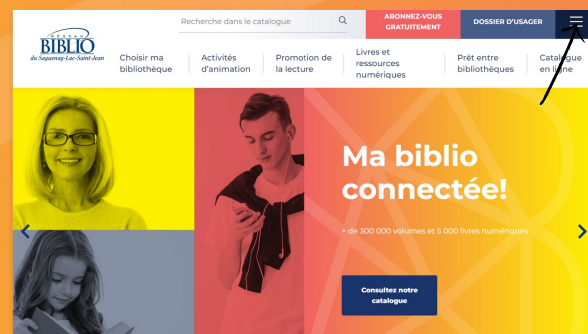 Recherche dans le catalogue
ABONNEZ-VOUS
GRATUITEMENT
DOSSIER D'USAGER
RÉSEAU
BIBLIO
du Saguenay-Lac-Saint-Jean
Choisir ma
bibliothèque
Activités
d'animation
Promotion de
la lecture
Livres et
ressources
numériques
Prêt entre
bibliothèques
Catalogue
en ligne
Ma biblio
connectée!
+ de 300 000 volumes et 5 000 livres numériques
Consultez notre
catalogue